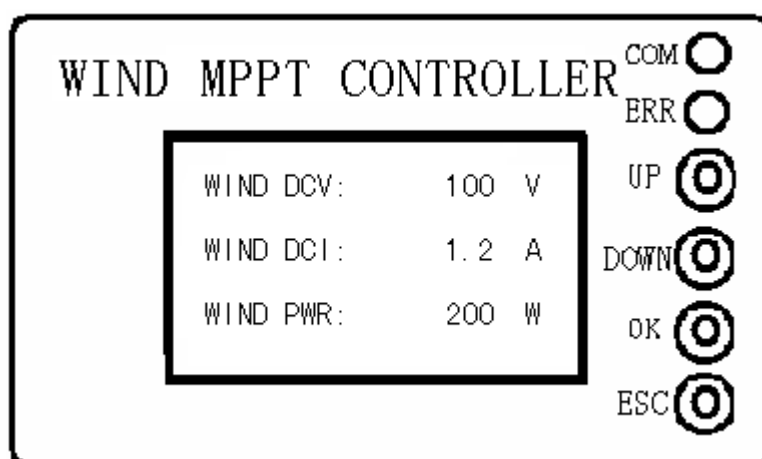 WIND MPPT CONTROLLER
COM
ERR
UP
DOWN
OK
ESC
WIND DCV: 100 V
WIND DCI: 1.2 A
WIND PWR: 200 W